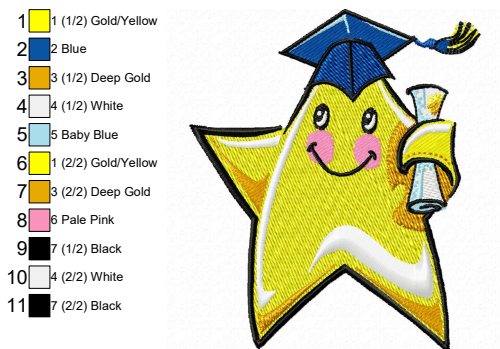 1 1 (1/2) Gold/Yellow
2 2 Blue
3 3 (1/2) Deep Gold
4 4 (1/2) White
5 5 Baby Blue
6 1 (2/2) Gold/Yellow
7 3 (2/2) Deep Gold
8 6 Pale Pink
9 7 (1/2) Black
10 4 (2/2) White
11 7 (2/2) Black